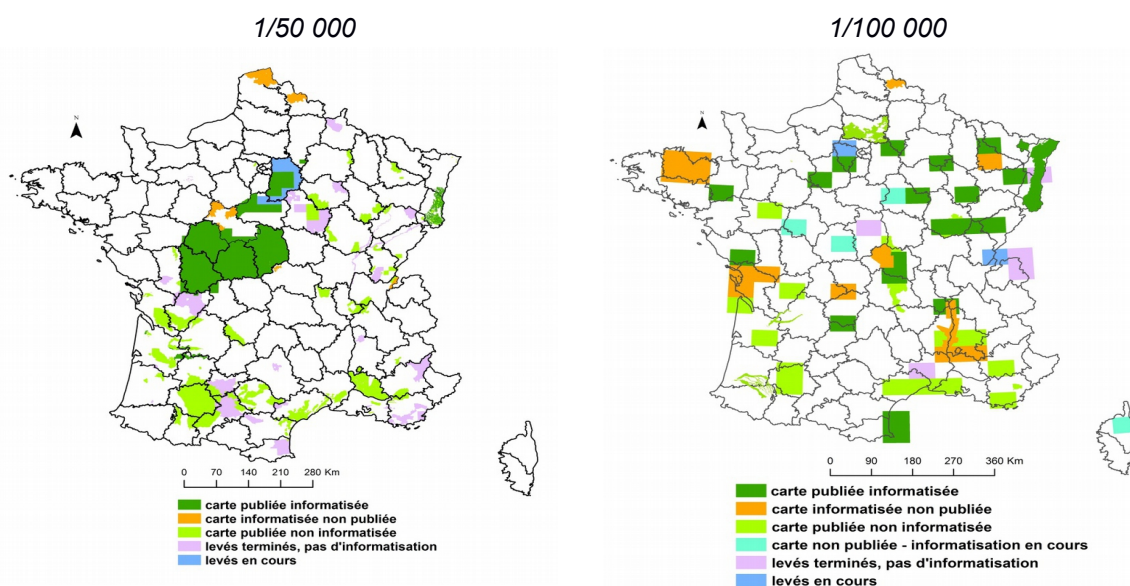 1/50 000
N
0 70 140 210 280 Km
carte publiée informatisée
carte informatisée non publiée
carte publiée non informatisée
levés terminés, pas d'informatisation
levés en cours
1/100 000
N
0 90 180 270 360 Km
carte publiée informatisée
carte informatisée non publiée
carte publiée non informatisée
carte non publiée - informatisation en cours
levés terminés, pas d'informatisation
levés en cours